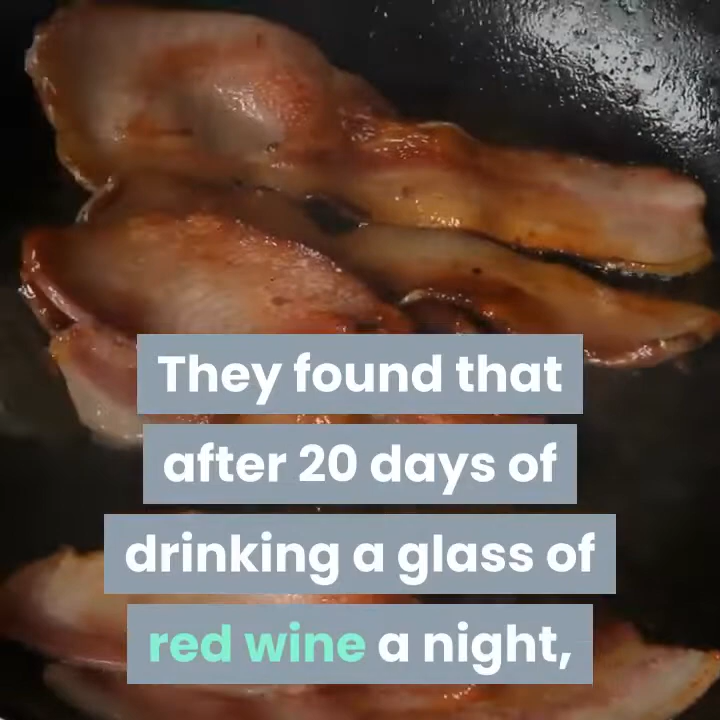 They found that
after 20 days of
drinking a glass of
red wine a night,